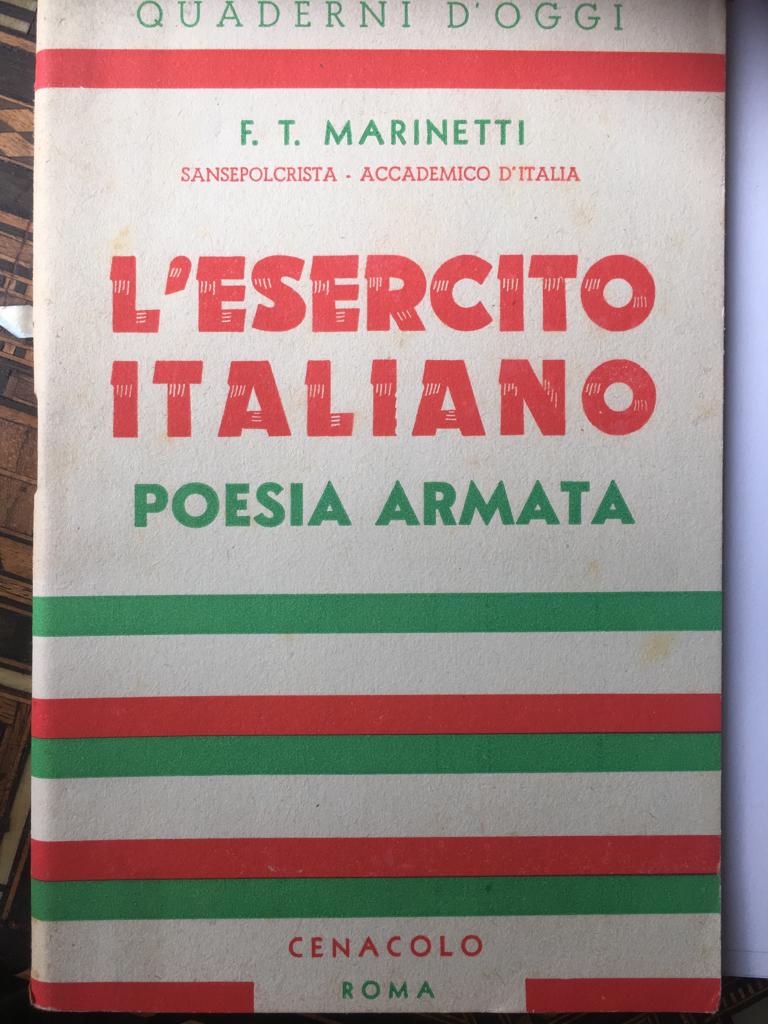 QUADERNI D'OGGI
F. T. MARINETTI
SANSEPOLCRISTA - ACCADEMICO D'ITALIA
L'ESERCITO
ITALIANO
POESIA ARMATA
CENACOLO
ROMA